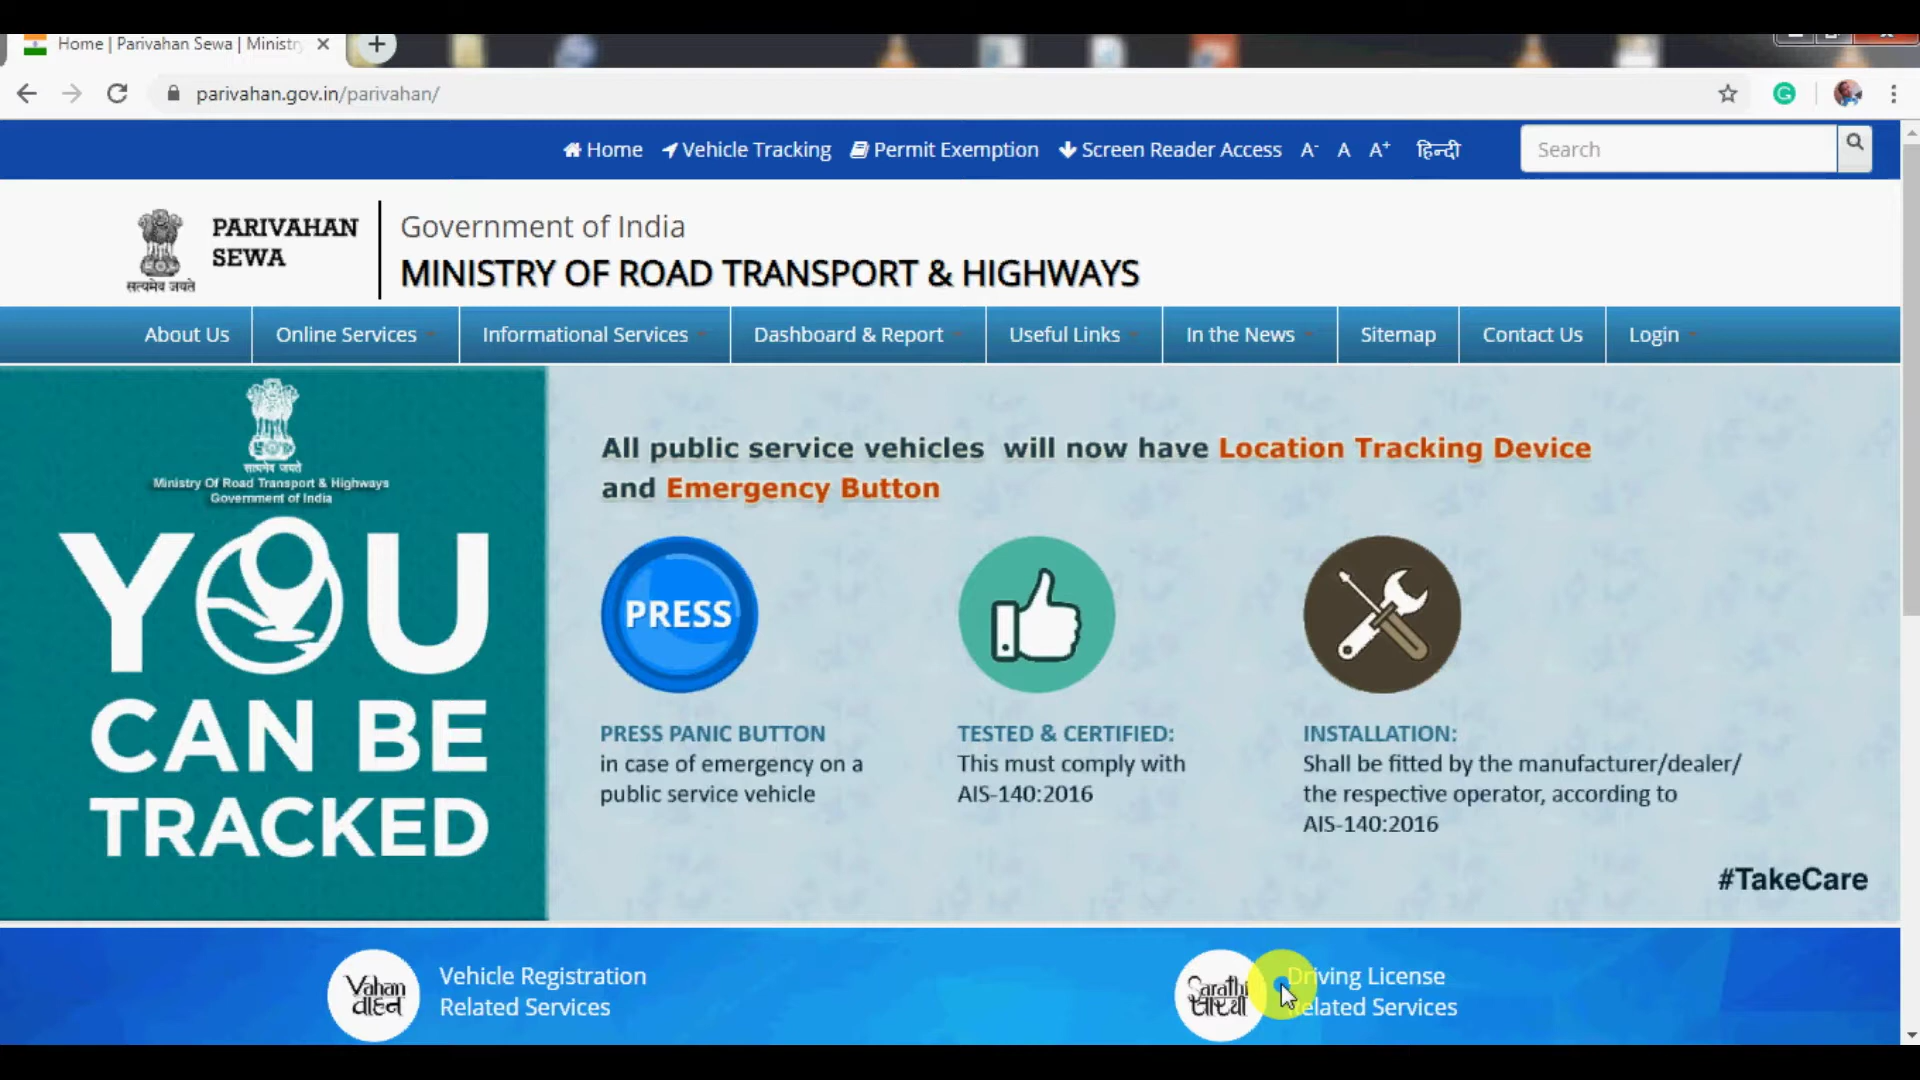 Home | Parivahan Sewa | Ministry
parivahan.gov.in/parivahan/
Home Vehicle Tracking Permit Exemption Screen Reader Access A- A A+ हिन्दी Search
PARIVAHAN
SEWA
सत्यमेव जयते
Government of India
MINISTRY OF ROAD TRANSPORT & HIGHWAYS
About Us Online Services Informational Services Dashboard & Report Useful Links In the News Sitemap Contact Us Login
सत्यमेव जयते
Ministry Of Road Transport & Highways
Government of India
YOU
CAN BE
TRACKED
All public service vehicles will now have Location Tracking Device
and Emergency Button
PRESS
PRESS PANIC BUTTON
in case of emergency on a
public service vehicle
TESTED & CERTIFIED:
This must comply with
AIS-140:2016
INSTALLATION:
Shall be fitted by the manufacturer/dealer/
the respective operator, according to
AIS-140:2016
#TakeCare
Vahan
वाहन
Vehicle Registration
Related Services
Sarathi
सारथी
Driving License
Related Services